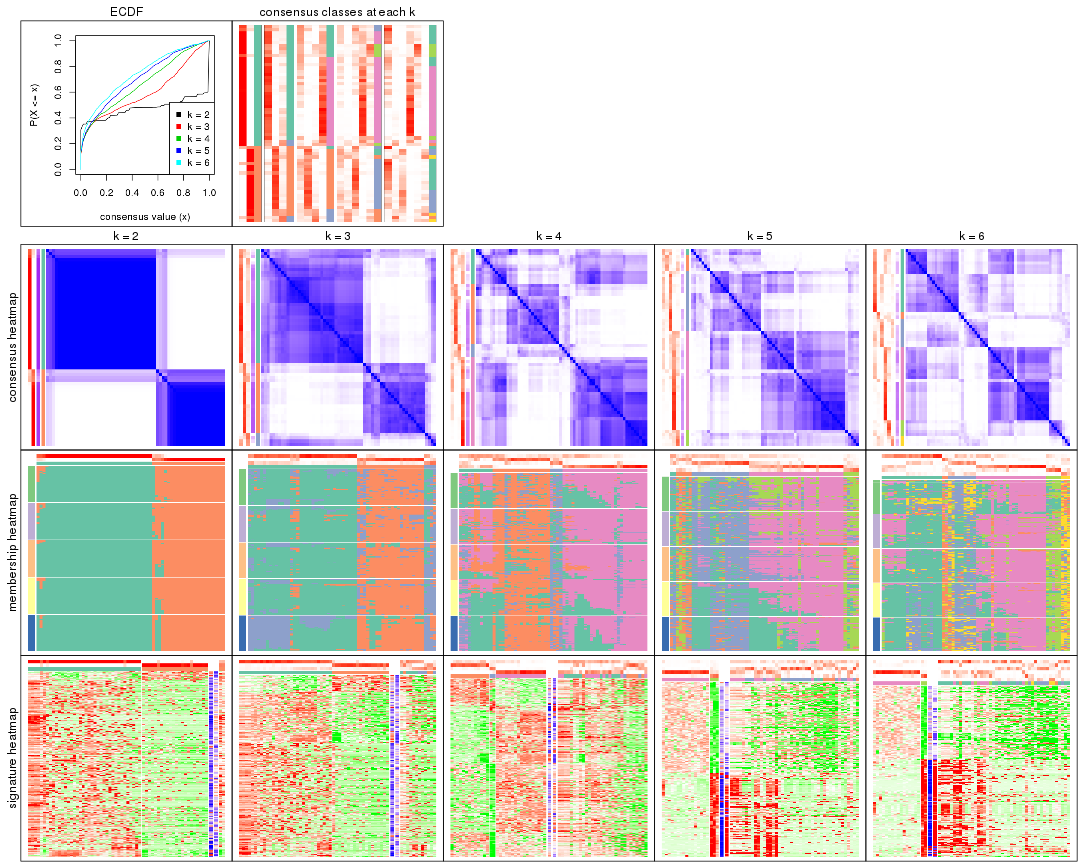 ECDF
consensus classes at each k
P(X <= x)
0.0 0.2 0.4 0.6 0.8 1.0
k = 2
k = 3
k = 4
k = 5
k = 6
0.0 0.2 0.4 0.6 0.8 1.0
consensus value (x)
k = 2
k = 3
k = 4
k = 5
k = 6
consensus heatmap
membership heatmap
signature heatmap